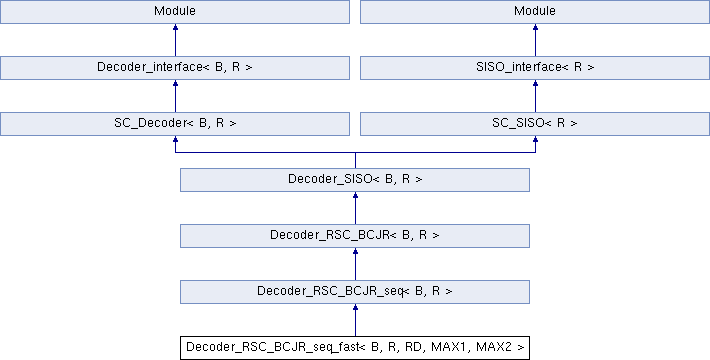 Module
Module
Decoder_interface< B, R >
SISO_interface< R >
SC_Decoder< B, R >
SC_SISO< R >
Decoder_SISO< B, R >
Decoder_RSC_BCJR< B, R >
Decoder_RSC_BCJR_seq< B, R >
Decoder_RSC_BCJR_seq_fast< B, R, RD, MAX1, MAX2 >